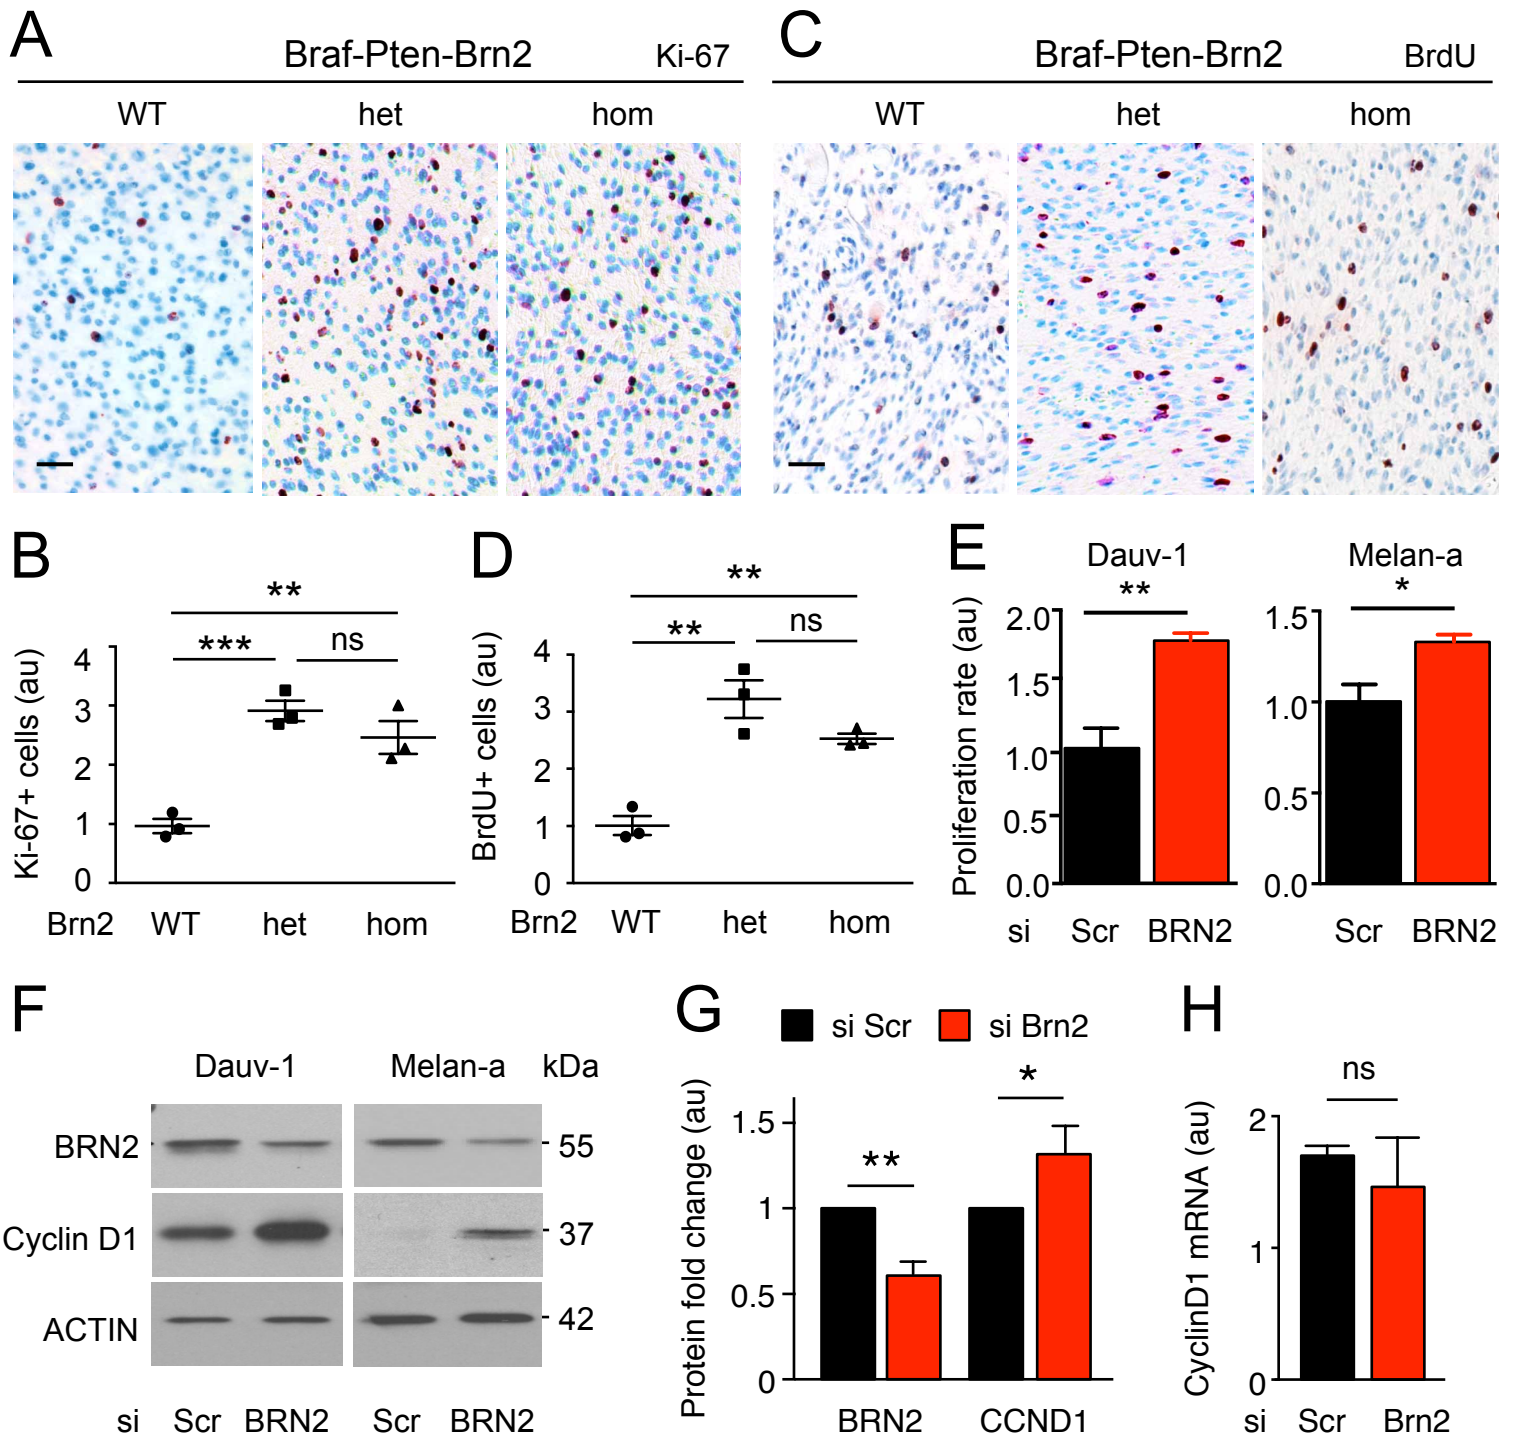 A
Braf-Pten-Brn2 Ki-67
WT het hom
C
Braf-Pten-Brn2 BrdU
WT het hom
B
**
*** ns
Ki-67+ cells (au)
4
3
2
1
0
Brn2 WT het hom
D
**
** ns
BrdU+ cells (au)
4
3
2
1
0
Brn2 WT het hom
E
Dauv-1 Melan-a
** *
Proliferation rate (au)
2.0
1.5
1.0
0.5
0.0
1.5
1.0
0.5
0.0
si Scr BRN2 Scr BRN2
F
Dauv-1 Melan-a kDa
BRN2 55
Cyclin D1 37
ACTIN 42
si Scr BRN2 Scr BRN2
G
si Scr si Brn2
Protein fold change (au)
1.5
1
0.5
0
** *
BRN2 CCND1
H
ns
CyclinD1 mRNA (au)
2
1
0
si Scr Brn2